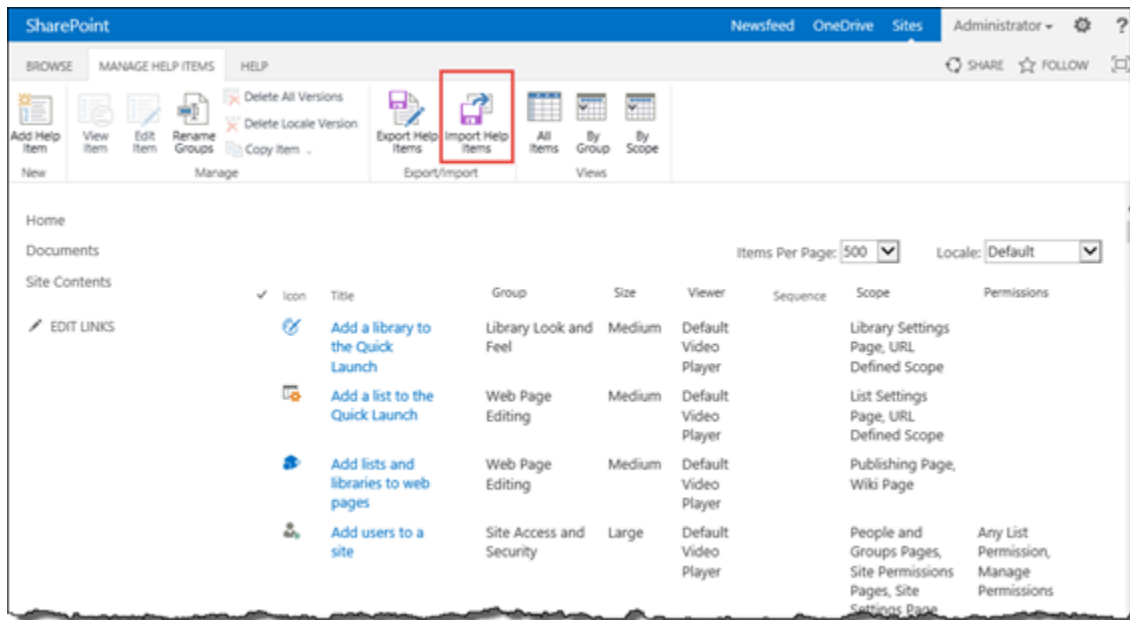 SharePoint Newsfeed OneDrive Sites Administrator ?
BROWSE MANAGE HELP ITEMS HELP SHARE FOLLOW
Add Help Item
View Item
Edit Item
Rename Groups
Delete All Versions
Delete Locale Version
Copy Item
Export Help Items
Import Help Items
All Items
By Group
By Scope
New Manage Export/Import Views
Home
Documents
Site Contents
EDIT LINKS
Items Per Page: 500 Locale: Default
Icon Title Group Size Viewer Sequence Scope Permissions
Add a library to Library Look and Medium Default Library Settings
the Quick Feel Video Page, URL
Launch Player Defined Scope
Add a list to the Web Page Medium Default List Settings
Quick Launch Editing Video Page, URL
Player Defined Scope
Add lists and Web Page Medium Default Publishing Page,
libraries to web Editing Video Wiki Page
pages Player
Add users to a Site Access and Large Default People and Any List
site Security Video Groups Pages, Permission,
Player Site Permissions Manage
Pages, Site Permissions
Settings Page